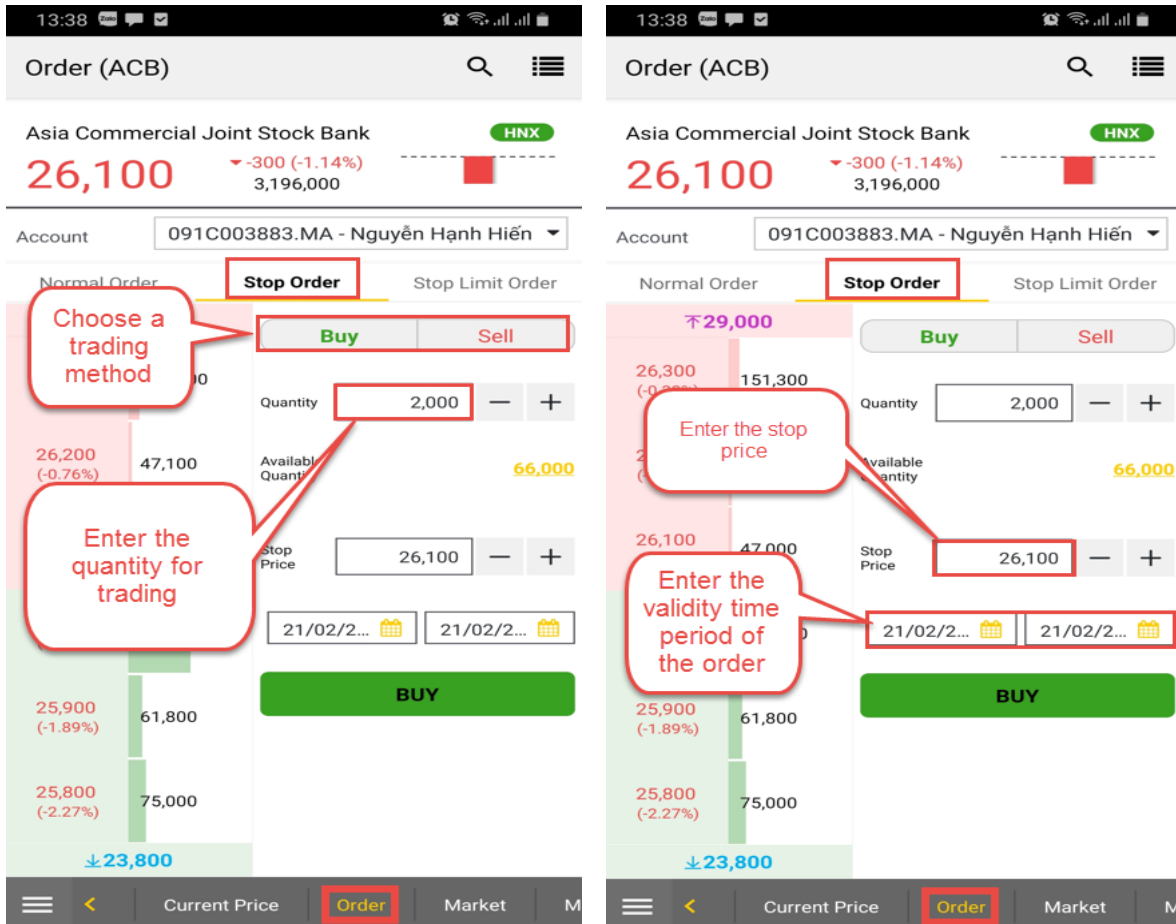 13:38 Zalo
Order (ACB)
Asia Commercial Joint Stock Bank HNX
26,100 -300 (-1.14%)
3,196,000
Account 091C003883.MA - Nguyễn Hạnh Hiến
Normal Order Stop Order Stop Limit Order
Choose a
trading
method
Buy Sell
Quantity 2,000 — +
26,200 47,100
(-0.76%)
Available
66,000
Enter the
quantity for
trading
Stop
Price 26,100 — +
21/02/2... 21/02/2...
BUY
25,900 61,800
(-1.89%)
25,800 75,000
(-2.27%)
23,800
Current Price Order Market M
13:38 Zalo
Order (ACB)
Asia Commercial Joint Stock Bank HNX
26,100 -300 (-1.14%)
3,196,000
Account 091C003883.MA - Nguyễn Hạnh Hiến
Normal Order Stop Order Stop Limit Order
29,000
Buy Sell
26,300 151,300
Quantity 2,000 — +
Enter the stop
price
Available
Quantity 66,000
26,100 47,000
Stop
Price 26,100 — +
Enter the
validity time
period of
the order
21/02/2... 21/02/2...
BUY
25,900 61,800
(-1.89%)
25,800 75,000
(-2.27%)
23,800
Current Price Order Market M